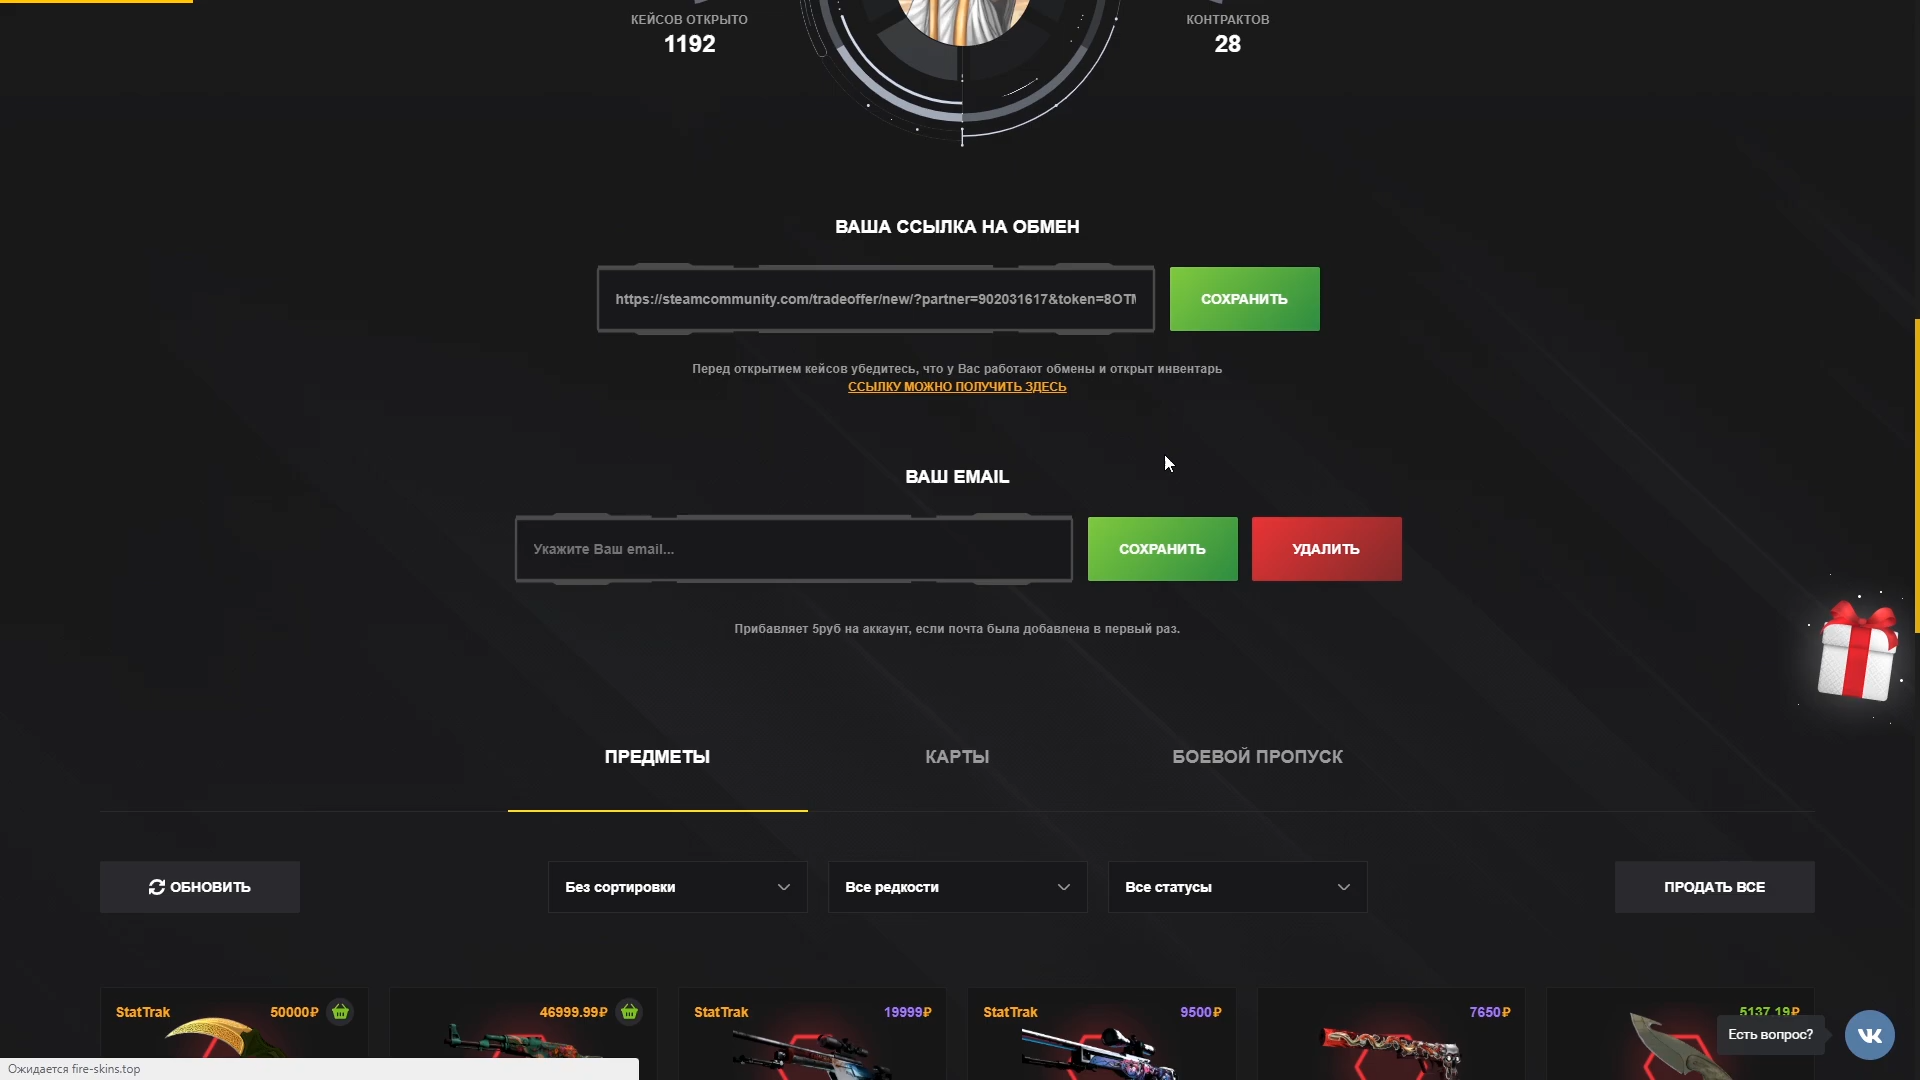 КЕЙСОВ ОТКРЫТО
1192
КОНТРАКТОВ
28
ВАША ССЫЛКА НА ОБМЕН
https://steamcommunity.com/tradeoffer/new/?partner=902031617&token=8OTM
СОХРАНИТЬ
Перед открытием кейсов убедитесь, что у Вас работают обмены и открыт инвентарь
ССЫЛКУ МОЖНО ПОЛУЧИТЬ ЗДЕСЬ
ВАШ EMAIL
Укажите Ваш email...
СОХРАНИТЬ
УДАЛИТЬ
Прибавляет 5руб на аккаунт, если почта была добавлена в первый раз.
ПРЕДМЕТЫ
КАРТЫ
БОЕВОЙ ПРОПУСК
ОБНОВИТЬ
Без сортировки
Все редкости
Все статусы
ПРОДАТЬ ВСЕ
StatTrak
50000₽
46999.99₽
StatTrak
19999₽
StatTrak
9500₽
7650₽
5137.19₽
Есть вопрос?
Ожидается fire-skins.top